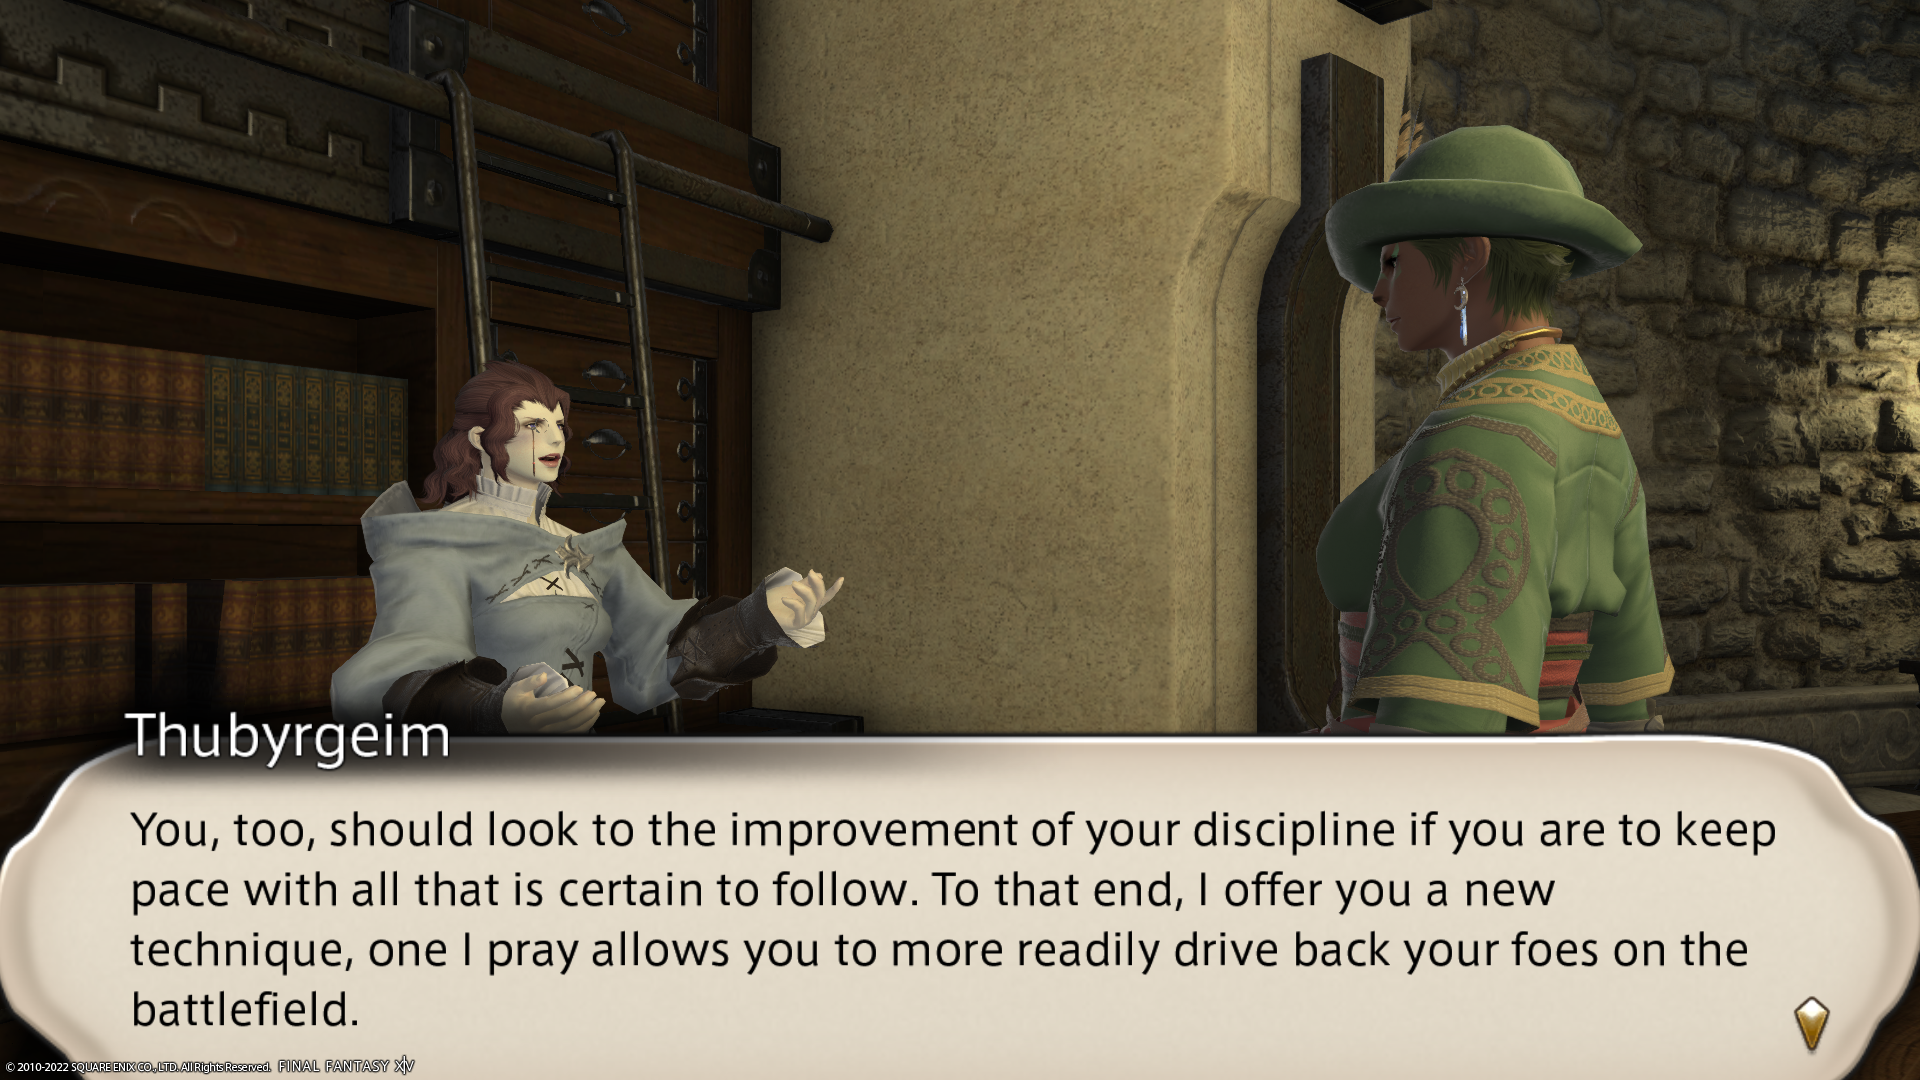 Thubyrgeim
You, too, should look to the improvement of your discipline if you are to keep
pace with all that is certain to follow. To that end, I offer you a new
technique, one I pray allows you to more readily drive back your foes on the
battlefield.
© 2010-2022 SQUARE ENIX CO., LTD. All Rights Reserved. FINAL FANTASY XIV